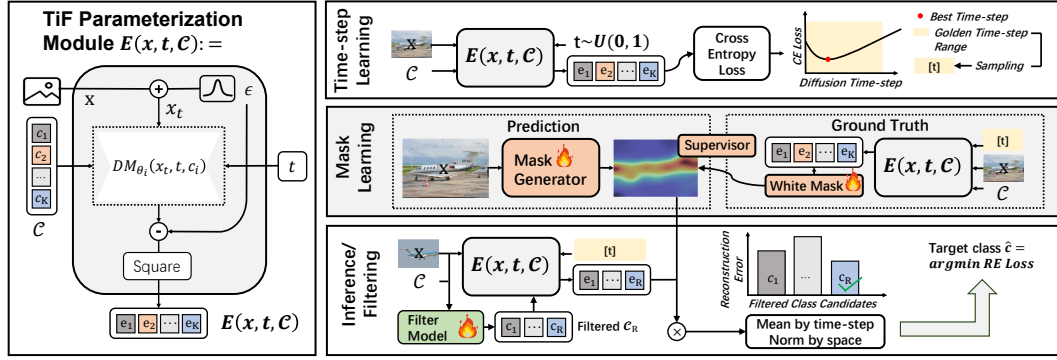 TiF Parameterization
Module E(x, t, C): =
x
ϵ
x_t
c_1
c_2
...
c_K
C
DM_θ_i(x_t, t, c_i)
t
Square
e_1 e_2 ... e_K
E(x, t, C)
Time-step
Learning
x
C
E(x, t, C)
t~U(0, 1)
e_1 e_2 ... e_K
Cross
Entropy
Loss
CE Loss
Diffusion Time-step
Best Time-step
Golden Time-step
Range
[t]
Sampling
Mask
Learning
Prediction
x
Mask
Generator
Supervisor
Ground Truth
e_1 e_2 ... e_K
White Mask
E(x, t, C)
[t]
x
C
Inference/
Filtering
x
C
E(x, t, C)
[t]
e_1 ... e_R
Filter
Model
c_1 ... c_R
Filtered C_R
Reconstruction
Error
c_1
...
c_R
Filtered Class Candidates
Mean by time-step
Norm by space
Target class ĉ =
argmin RE Loss